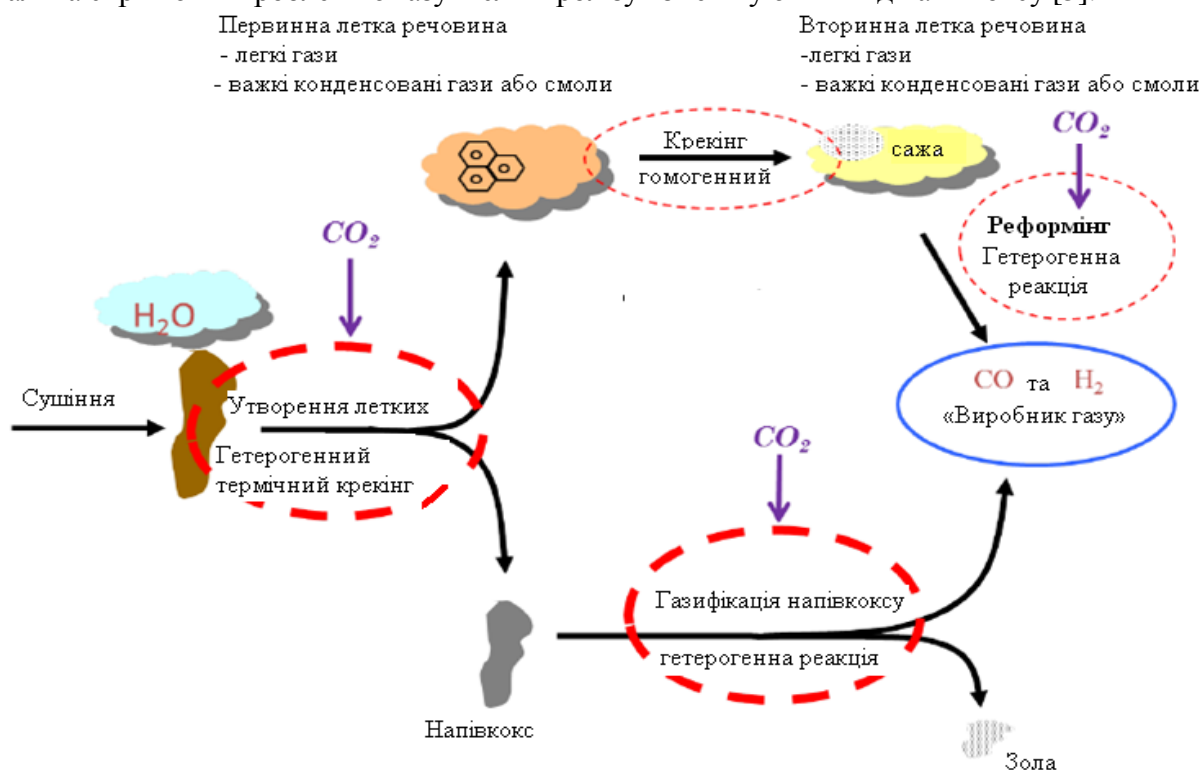 Первинна летка речовина
- легкі гази
- важкі конденсовані гази або смоли
Вторинна летка речовина
-легкі гази
- важкі конденсовані гази або смоли
CO2
Крекінг
гомогенний
сажа
Реформінг
Гетерогенна
реакція
CO2
H2O
Сушіння
Утворення летких
Гетерогенний
термічний крекінг
CO та H2
«Виробник газу»
CO2
Газифікація напівкоксу
гетерогенна реакція
Напівкокс
Зола